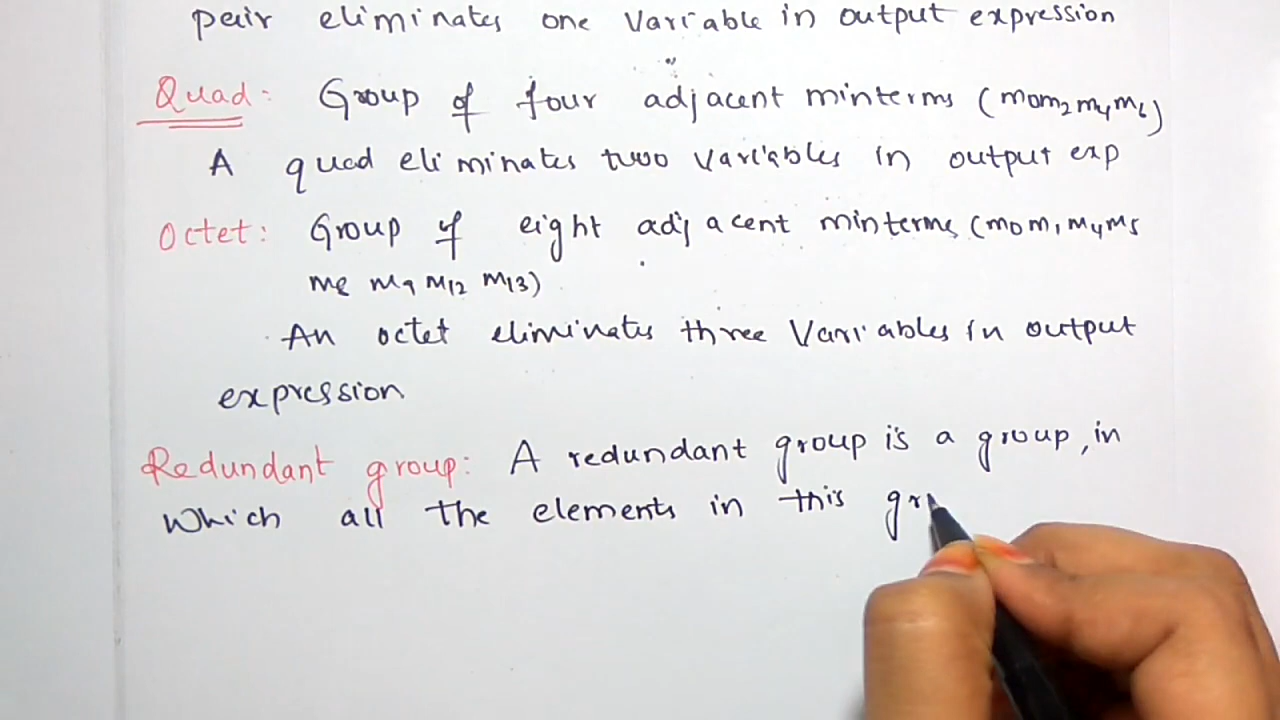 pair eliminates one variable in output expression
Quad: Group of four adjacent minterms (m0m2m4m6)
A quad eliminates two variables in output exp
Octet: Group of eight adjacent minterms (m0m1m4m5
m8 m9 m12 m13)
An octet eliminates three variables in output
expression
Redundant group: A redundant group is a group, in
which all the elements in this gr